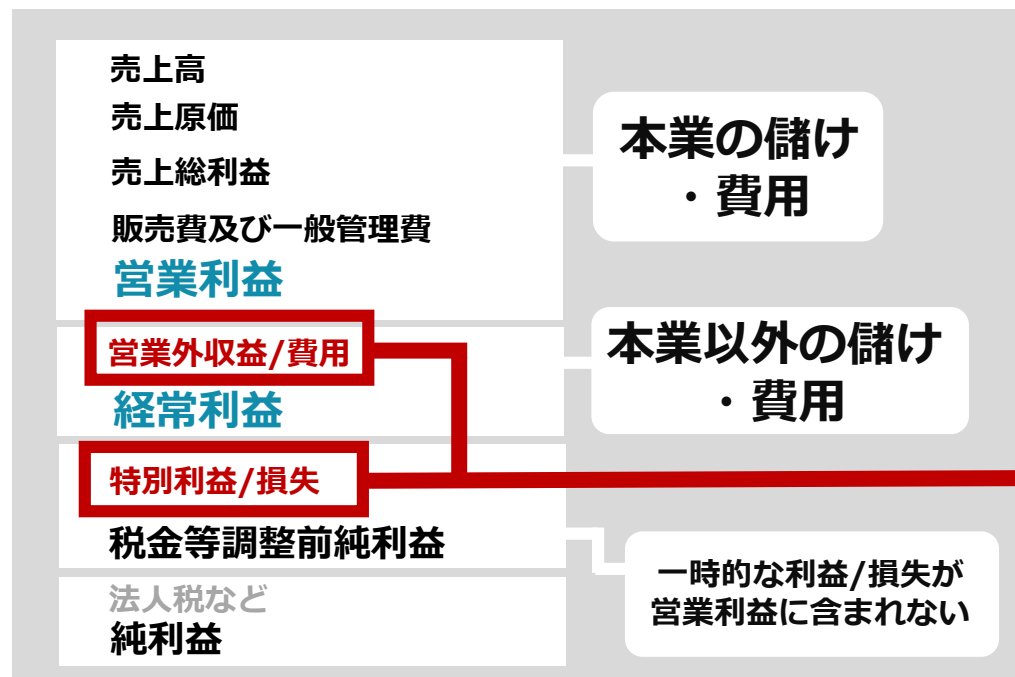 売上高
売上原価
売上総利益
販売費及び一般管理費
営業利益
本業の儲け
・費用
営業外収益/費用
経常利益
本業以外の儲け
・費用
特別利益/損失
税金等調整前純利益
一時的な利益/損失が
営業利益に含まれない
法人税など
純利益